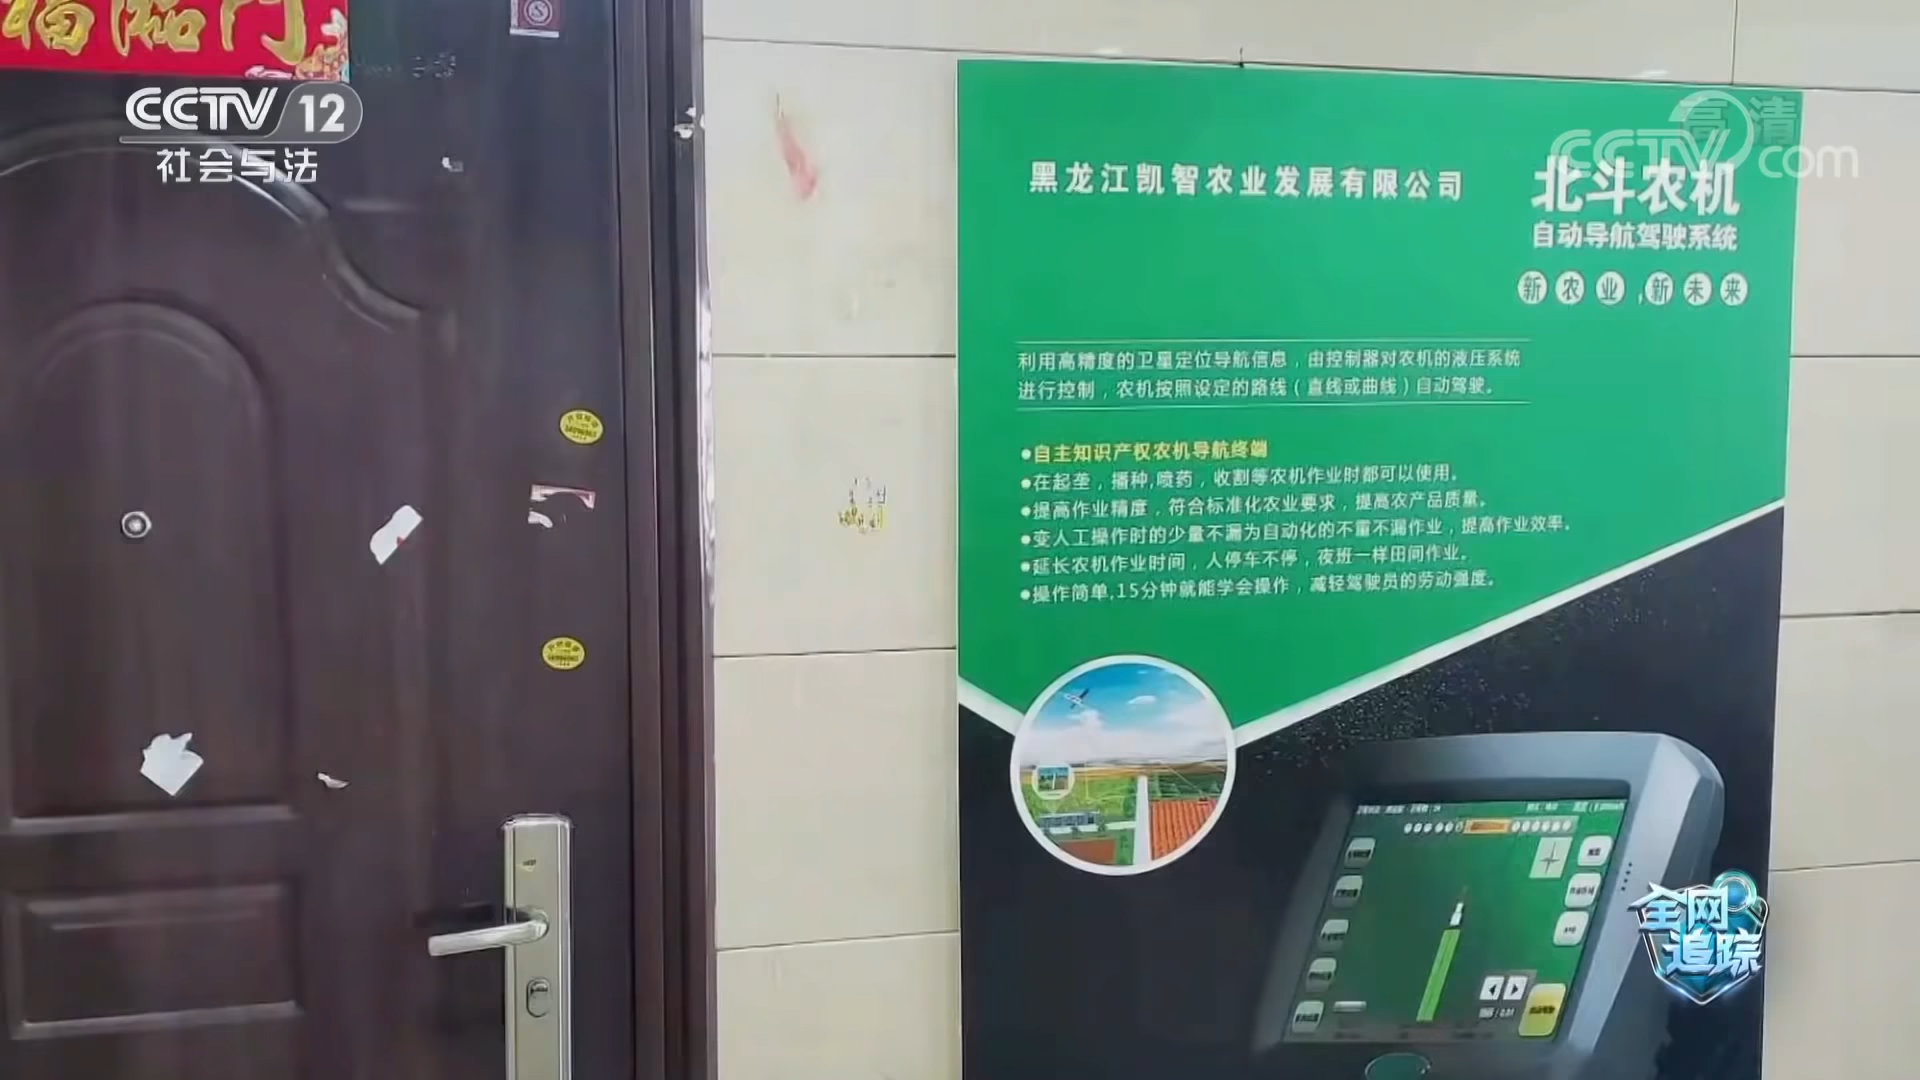 福临门
CCTV 12
社会与法
高清
CCTV.com
黑龙江凯智农业发展有限公司
北斗农机
自动导航驾驶系统
新农业,新未来
利用高精度的卫星定位导航信息，由控制器对农机的液压系统
进行控制，农机按照设定的路线（直线或曲线）自动驾驶。
●自主知识产权农机导航终端
●在起垄，播种,喷药，收割等农机作业时都可以使用。
●提高作业精度，符合标准化农业要求，提高农产品质量。
●变人工操作时的少量不漏为自动化的不重不漏作业，提高作业效率。
●延长农机作业时间，人停车不停，夜班一样田间作业。
●操作简单,15分钟就能学会操作，减轻驾驶员的劳动强度。
全网
追踪